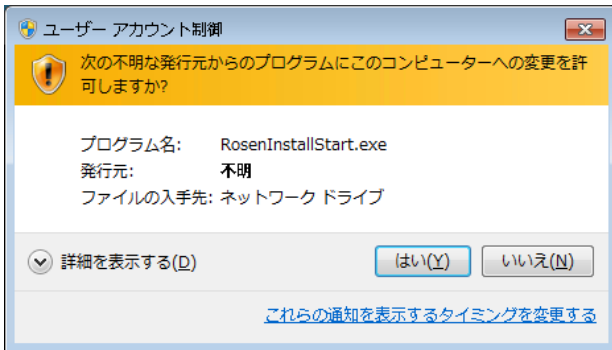 ユーザー アカウント制御
次の不明な発行元からのプログラムにこのコンピューターへの変更を許
可しますか?
プログラム名: RosenInstallStart.exe
発行元: 不明
ファイルの入手先: ネットワーク ドライブ
詳細を表示する(D) はい(Y) いいえ(N)
これらの通知を表示するタイミングを変更する